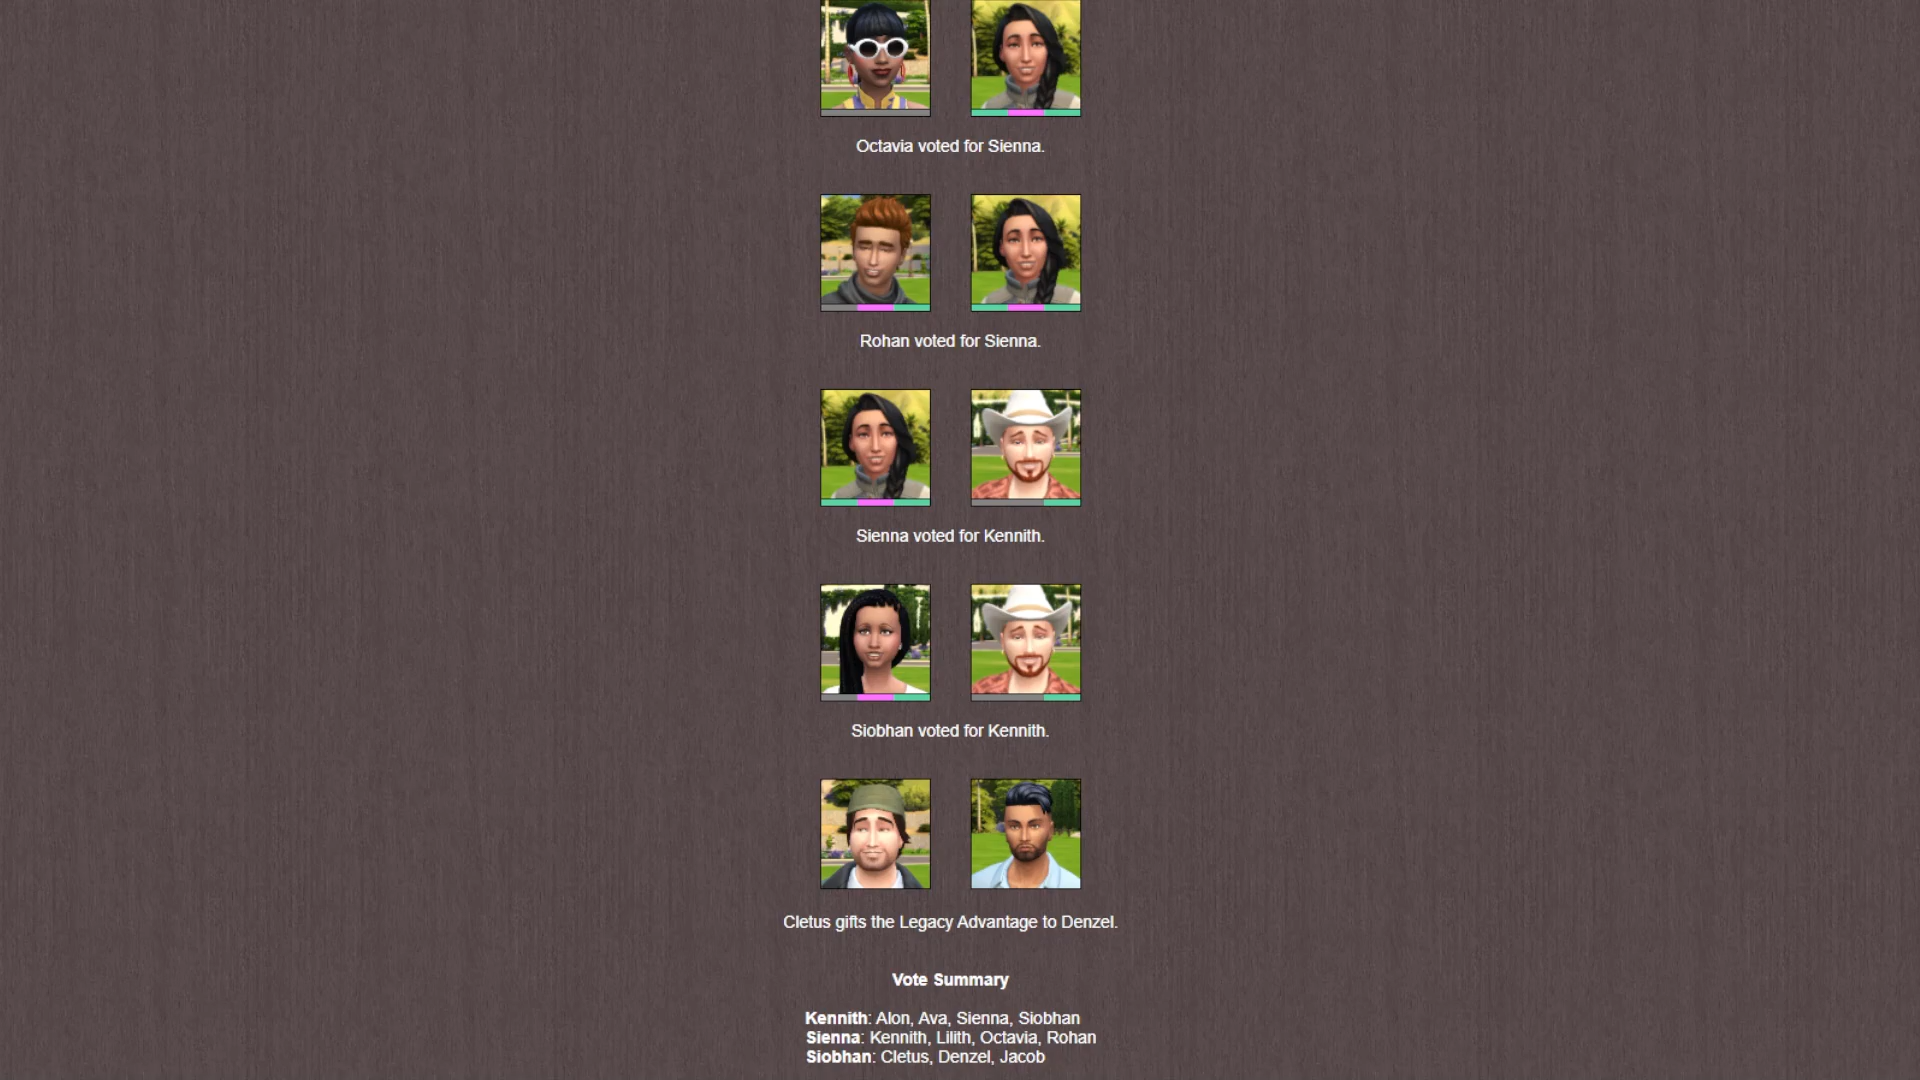 Octavia voted for Sienna.
Rohan voted for Sienna.
Sienna voted for Kennith.
Siobhan voted for Kennith.
Cletus gifts the Legacy Advantage to Denzel.
Vote Summary
Kennith: Alon, Ava, Sienna, Siobhan
Sienna: Kennith, Lilith, Octavia, Rohan
Siobhan: Cletus, Denzel, Jacob